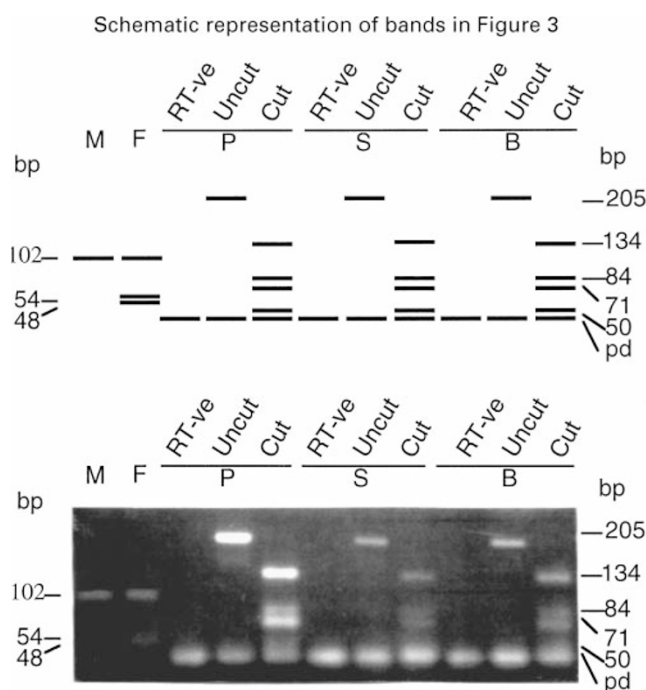 Schematic representation of bands in Figure 3
RT-ve Uncut Cut RT-ve Uncut Cut RT-ve Uncut Cut
M F P S B
bp bp
205
134
102 84
54 71
48 50
pd
RT-ve Uncut Cut RT-ve Uncut Cut RT-ve Uncut Cut
M F P S B
bp bp
205
134
102 84
54 71
48 50
pd